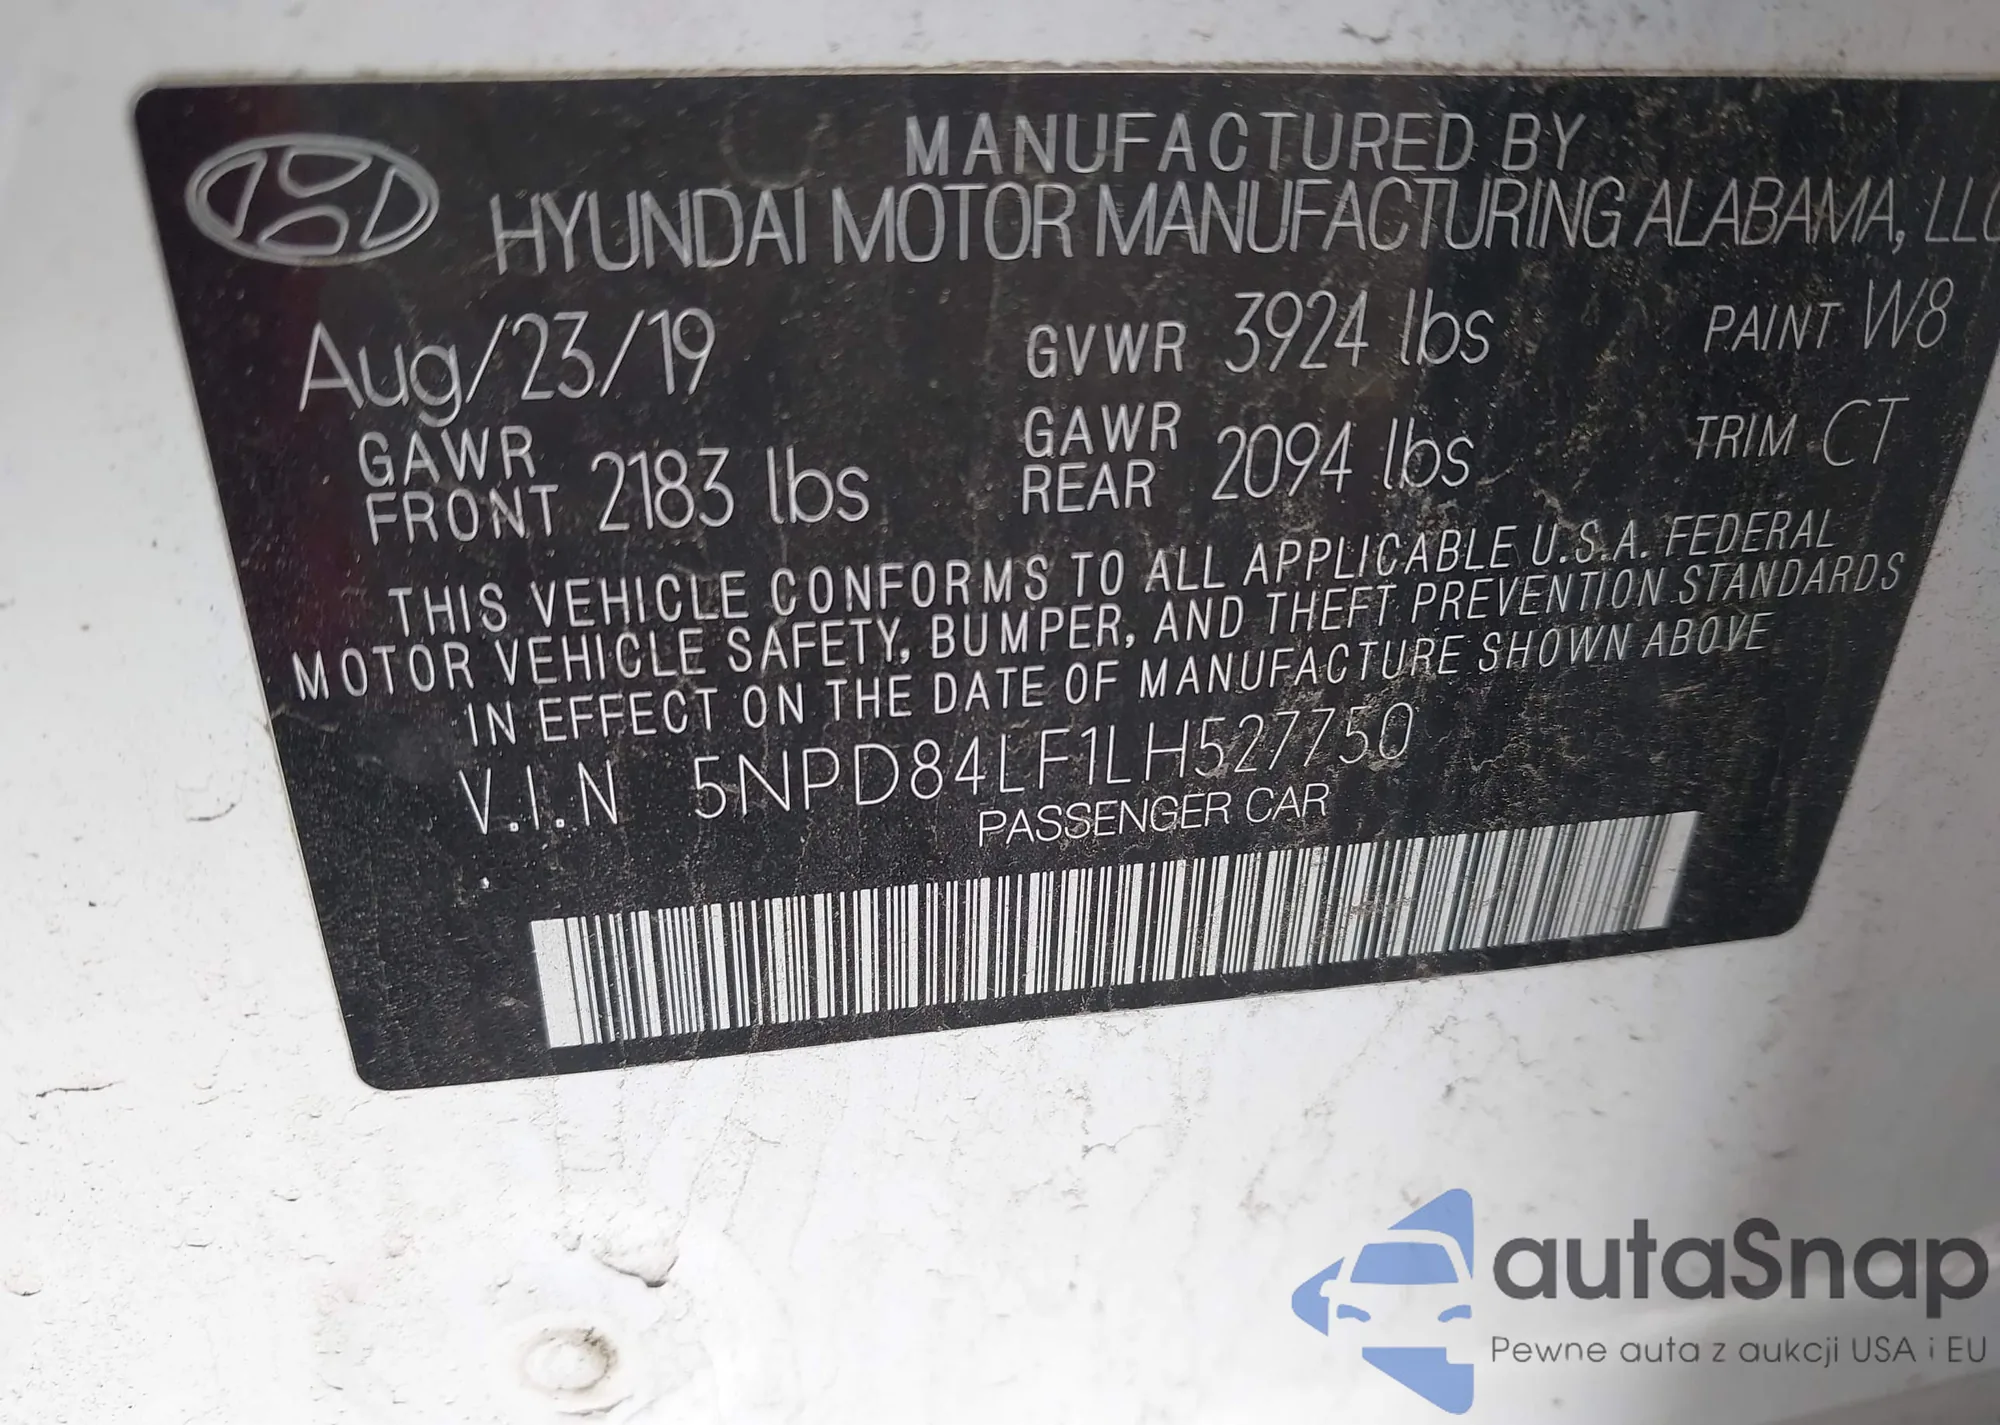 MANUFACTURED BY
HYUNDAI MOTOR MANUFACTURING ALABAMA, LLC
Aug/23/19 GVWR 3924 lbs PAINT W8
GAWR FRONT 2183 lbs GAWR REAR 2094 lbs TRIM CT
THIS VEHICLE CONFORMS TO ALL APPLICABLE U.S.A. FEDERAL
MOTOR VEHICLE SAFETY, BUMPER, AND THEFT PREVENTION STANDARDS
IN EFFECT ON THE DATE OF MANUFACTURE SHOWN ABOVE
V.I.N 5NPD84LF1LH527750
PASSENGER CAR
autaSnap
Pewne auta z aukcji USA i EU